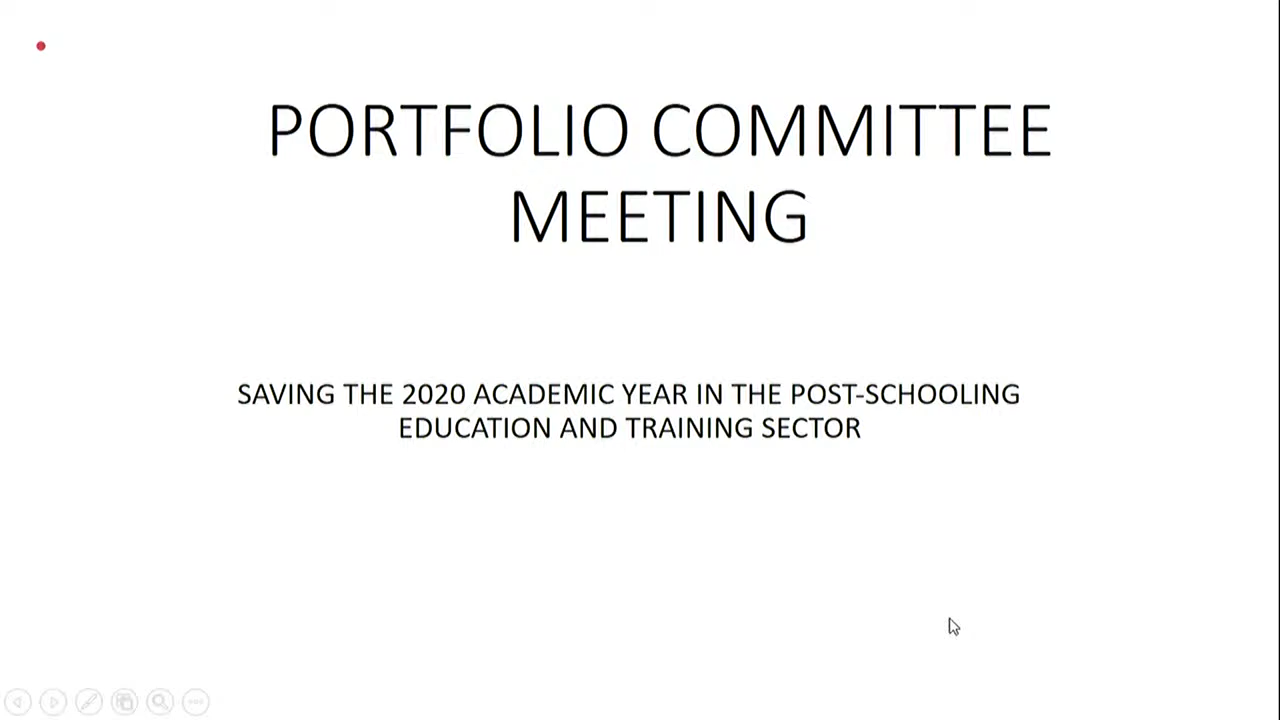 PORTFOLIO COMMITTEE
MEETING
SAVING THE 2020 ACADEMIC YEAR IN THE POST-SCHOOLING
EDUCATION AND TRAINING SECTOR